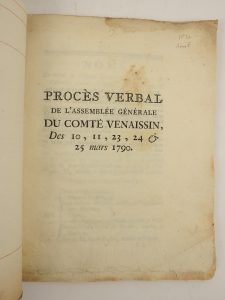 PROCÈS VERBAL
DE L'ASSEMBLÉE GÉNÉRALE
DU COMTÉ VENAISSIN,
Des 10, 11, 23, 24 &
25 mars 1790.